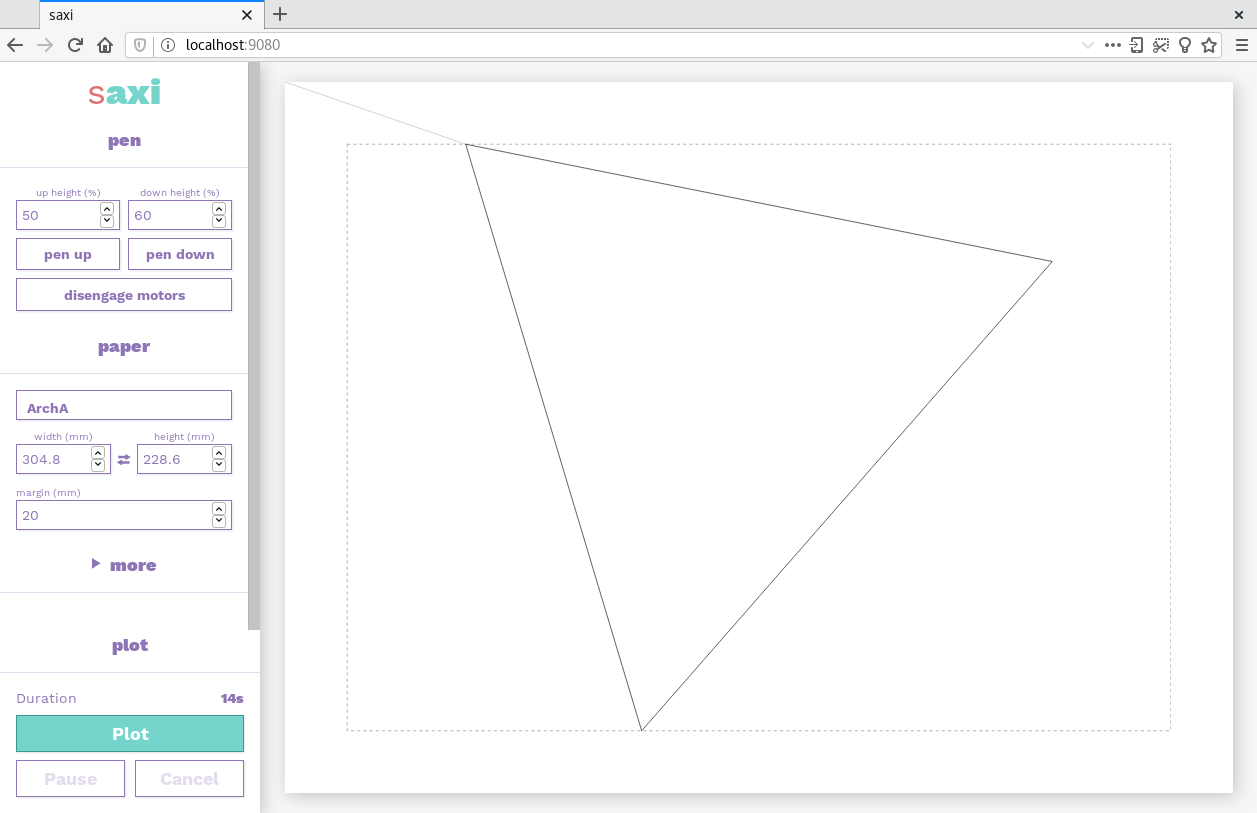 saxi
localhost:9080
saxi
pen
up height (%) down height (%)
50 60
pen up pen down
disengage motors
paper
ArchA
width (mm) height (mm)
304.8 228.6
margin (mm)
20
more
plot
Duration 14s
Plot
Pause Cancel